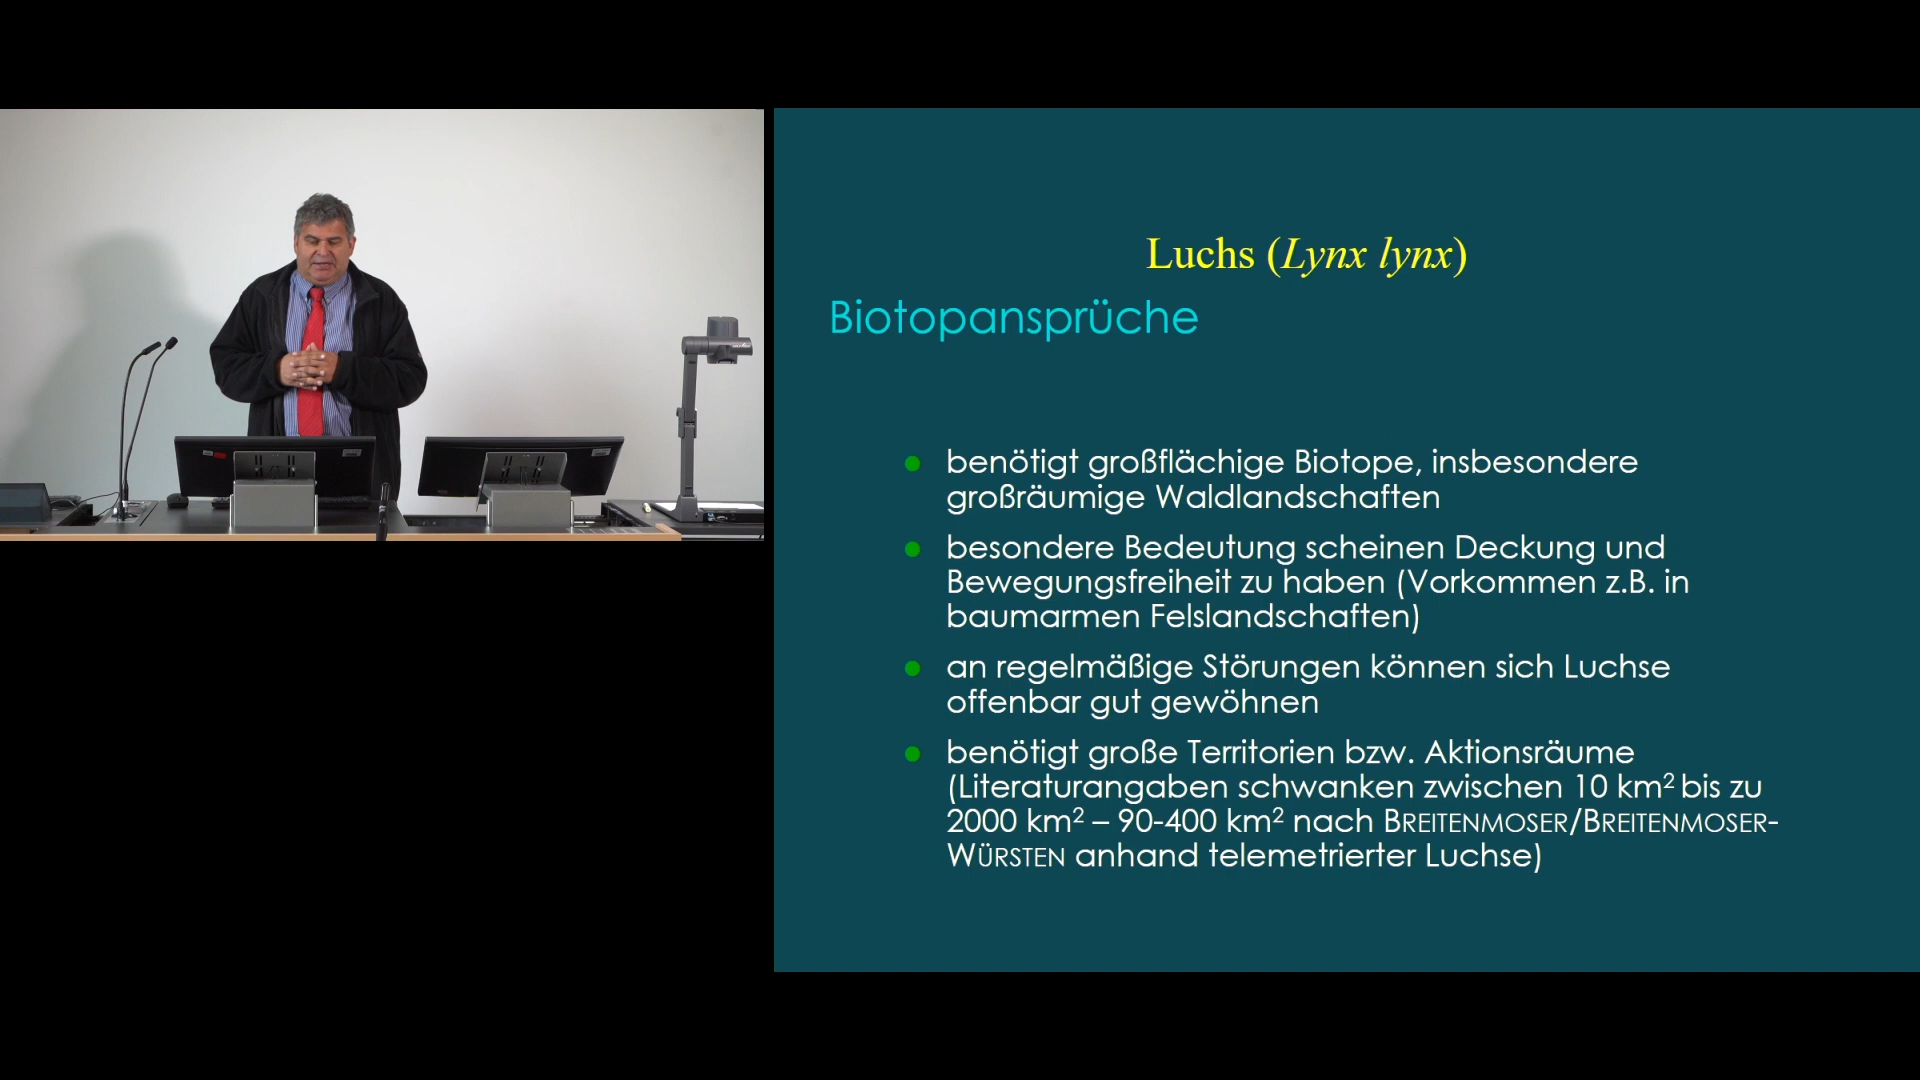 Luchs (Lynx lynx)
Biotopansprüche
benötigt großflächige Biotope, insbesondere
großräumige Waldlandschaften
besondere Bedeutung scheinen Deckung und
Bewegungsfreiheit zu haben (Vorkommen z.B. in
baumarmen Felslandschaften)
an regelmäßige Störungen können sich Luchse
offenbar gut gewöhnen
benötigt große Territorien bzw. Aktionsräume
(Literaturangaben schwanken zwischen 10 km² bis zu
2000 km² – 90-400 km² nach BREITENMOSER/BREITENMOSER-
WÜRSTEN anhand telemetrierter Luchse)